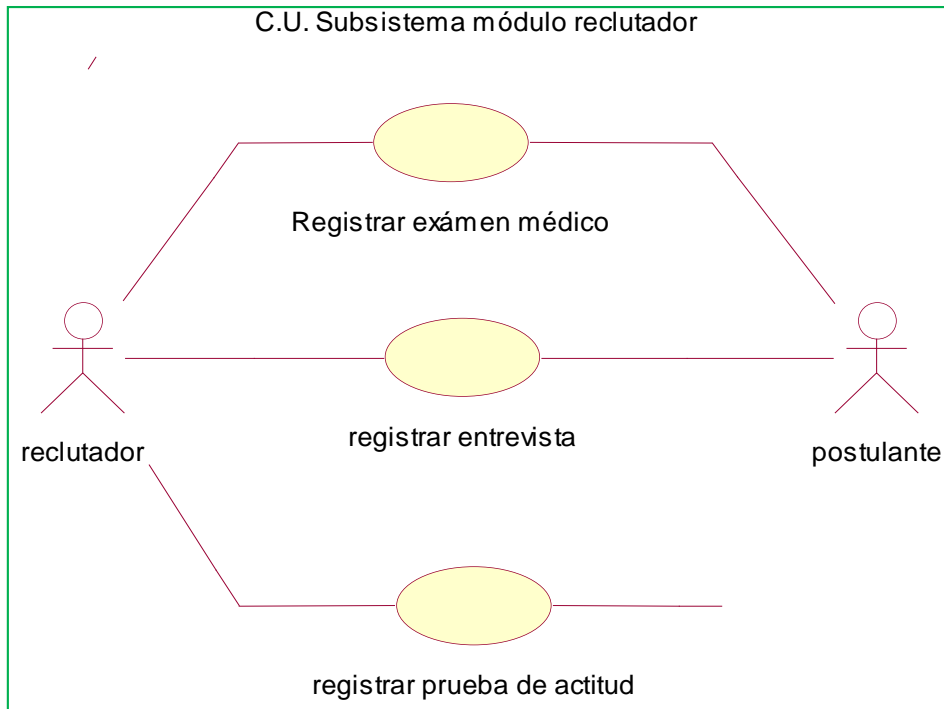 C.U. Subsistema módulo reclutador
Registrar exámen médico
registrar entrevista
reclutador
postulante
registrar prueba de actitud